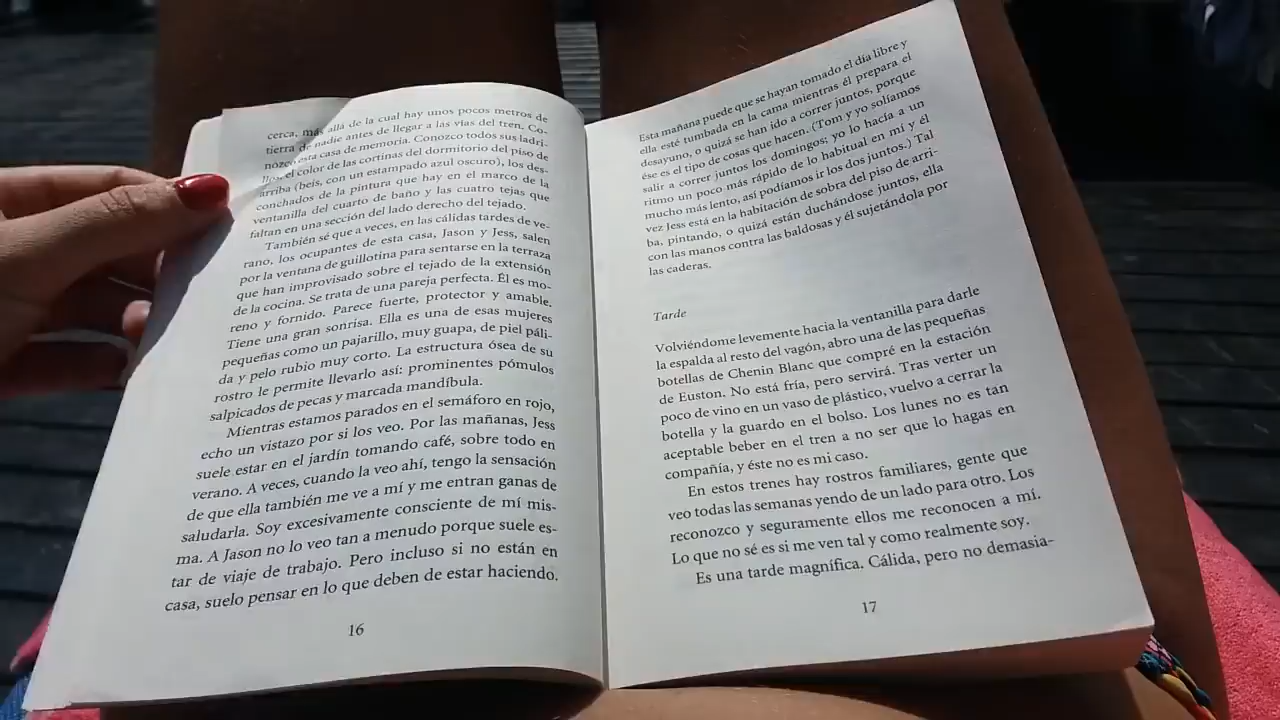 cerca, más allá de la cual hay unos pocos metros de
tierra de nadie antes de llegar a las vías del tren. Co-
nozco esta casa de memoria. Conozco todos sus ladri-
llos, el color de las cortinas del dormitorio del piso de
arriba (beis, con un estampado azul oscuro), los des-
conchados de la pintura que hay en el marco de la
ventanilla del cuarto de baño y las cuatro tejas que
faltan en una sección del lado derecho del tejado.
También sé que a veces, en las cálidas tardes de ve-
rano, los ocupantes de esta casa, Jason y Jess, salen
por la ventana de guillotina para sentarse en la terraza
que han improvisado sobre el tejado de la extensión
de la cocina. Se trata de una pareja perfecta. Él es mo-
reno y fornido. Parece fuerte, protector y amable.
Tiene una gran sonrisa. Ella es una de esas mujeres
pequeñas como un pajarillo, muy guapa, de piel páli-
da y pelo rubio muy corto. La estructura ósea de su
rostro le permite llevarlo así: prominentes pómulos
salpicados de pecas y marcada mandíbula.
Mientras estamos parados en el semáforo en rojo,
echo un vistazo por si los veo. Por las mañanas, Jess
suele estar en el jardín tomando café, sobre todo en
verano. A veces, cuando la veo ahí, tengo la sensación
de que ella también me ve a mí y me entran ganas de
saludarla. Soy excesivamente consciente de mí mis-
ma. A Jason no lo veo tan a menudo porque suele es-
tar de viaje de trabajo. Pero incluso si no están en
casa, suelo pensar en lo que deben de estar haciendo.
16
Esta mañana puede que se hayan tomado el día libre y
ella esté tumbada en la cama mientras él prepara el
desayuno, o quizá se han ido a correr juntos, porque
ése es el tipo de cosas que hacen. (Tom y yo solíamos
salir a correr juntos los domingos; yo lo hacía a un
ritmo un poco más rápido de lo habitual en mí y él
mucho más lento, así podíamos ir los dos juntos.) Tal
vez Jess está en la habitación de sobra del piso de arri-
ba, pintando, o quizá están duchándose juntos, ella
con las manos contra las baldosas y él sujetándola por
las caderas.
Tarde
Volviéndome levemente hacia la ventanilla para darle
la espalda al resto del vagón, abro una de las pequeñas
botellas de Chenin Blanc que compré en la estación
de Euston. No está fría, pero servirá. Tras verter un
poco de vino en un vaso de plástico, vuelvo a cerrar la
botella y la guardo en el bolso. Los lunes no es tan
aceptable beber en el tren a no ser que lo hagas en
compañía, y éste no es mi caso.
En estos trenes hay rostros familiares, gente que
veo todas las semanas yendo de un lado para otro. Los
reconozco y seguramente ellos me reconocen a mí.
Lo que no sé es si me ven tal y como realmente soy.
Es una tarde magnífica. Cálida, pero no demasia-
17